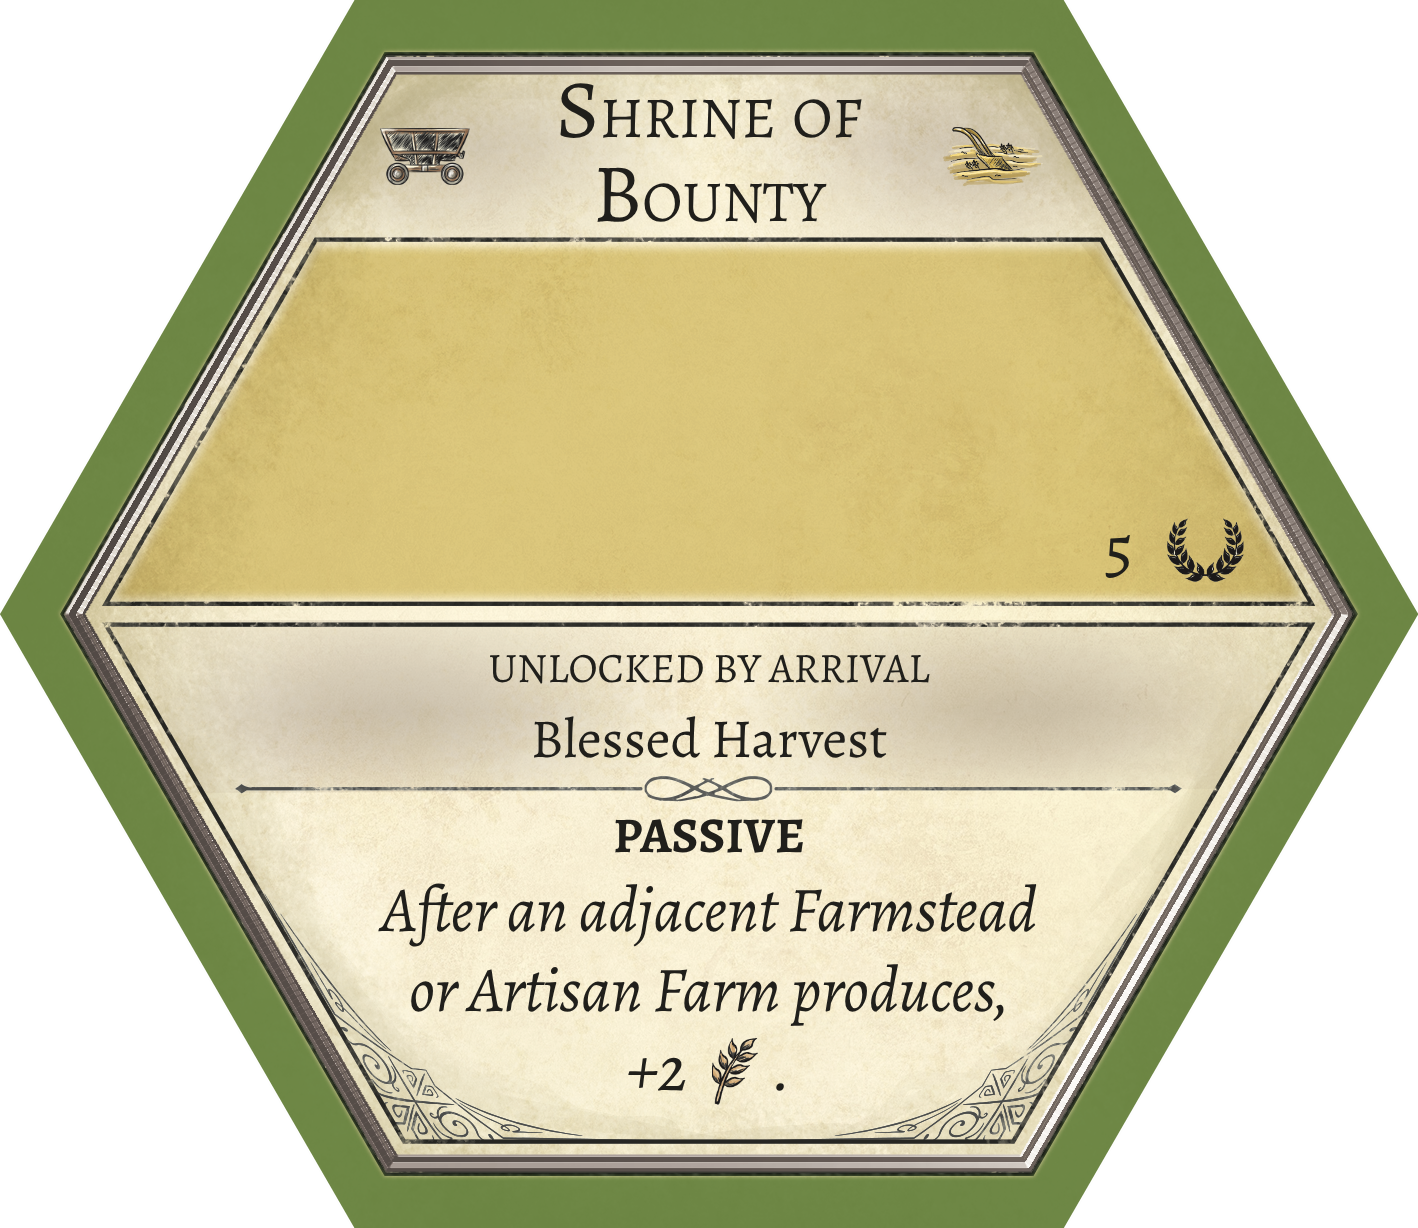 Shrine of
Bounty
5
UNLOCKED BY ARRIVAL
Blessed Harvest
PASSIVE
After an adjacent Farmstead
or Artisan Farm produces,
+2 .